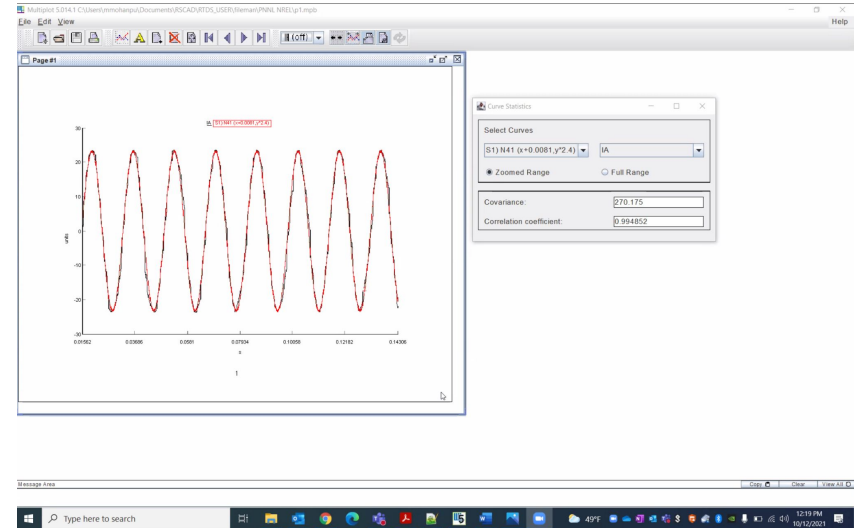 Multiplot 5.014.1 C:\Users\mmohanpu\Documents\RSCAD\RTDS_USER\fileman\PNNL NREL\p1.mpb
File Edit View Help
(off)
Page #1
IA S1) N41 (x+0.0081,y*2.4)
30
20
10
0
-10
-20
-30
units
0.01562 0.03686 0.0581 0.07934 0.10058 0.12182 0.14306
x
1
Curve Statistics
Select Curves
S1) N41 (x+0.0081,y*2.4) IA
Zoomed Range Full Range
Covariance: 270.175
Correlation coefficient: 0.994852
Message Area Copy Clear View All
Type here to search 49°F 12:19 PM
10/12/2021